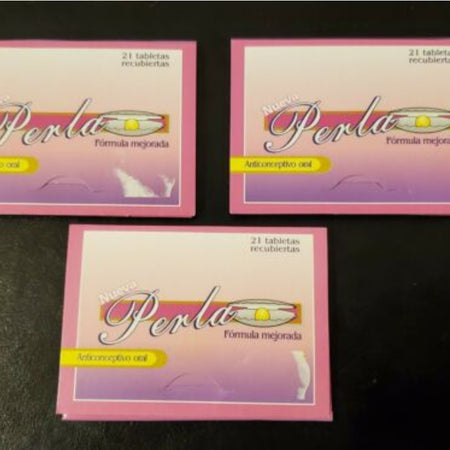 21 tabletas
recubiertas
Nueva
Perla
Fórmula mejorada
Anticonceptivo oral
21 tabletas
recubiertas
Nueva
Perla
Fórmula mejorada
Anticonceptivo oral
21 tabletas
recubiertas
Nueva
Perla
Fórmula mejorada
Anticonceptivo oral